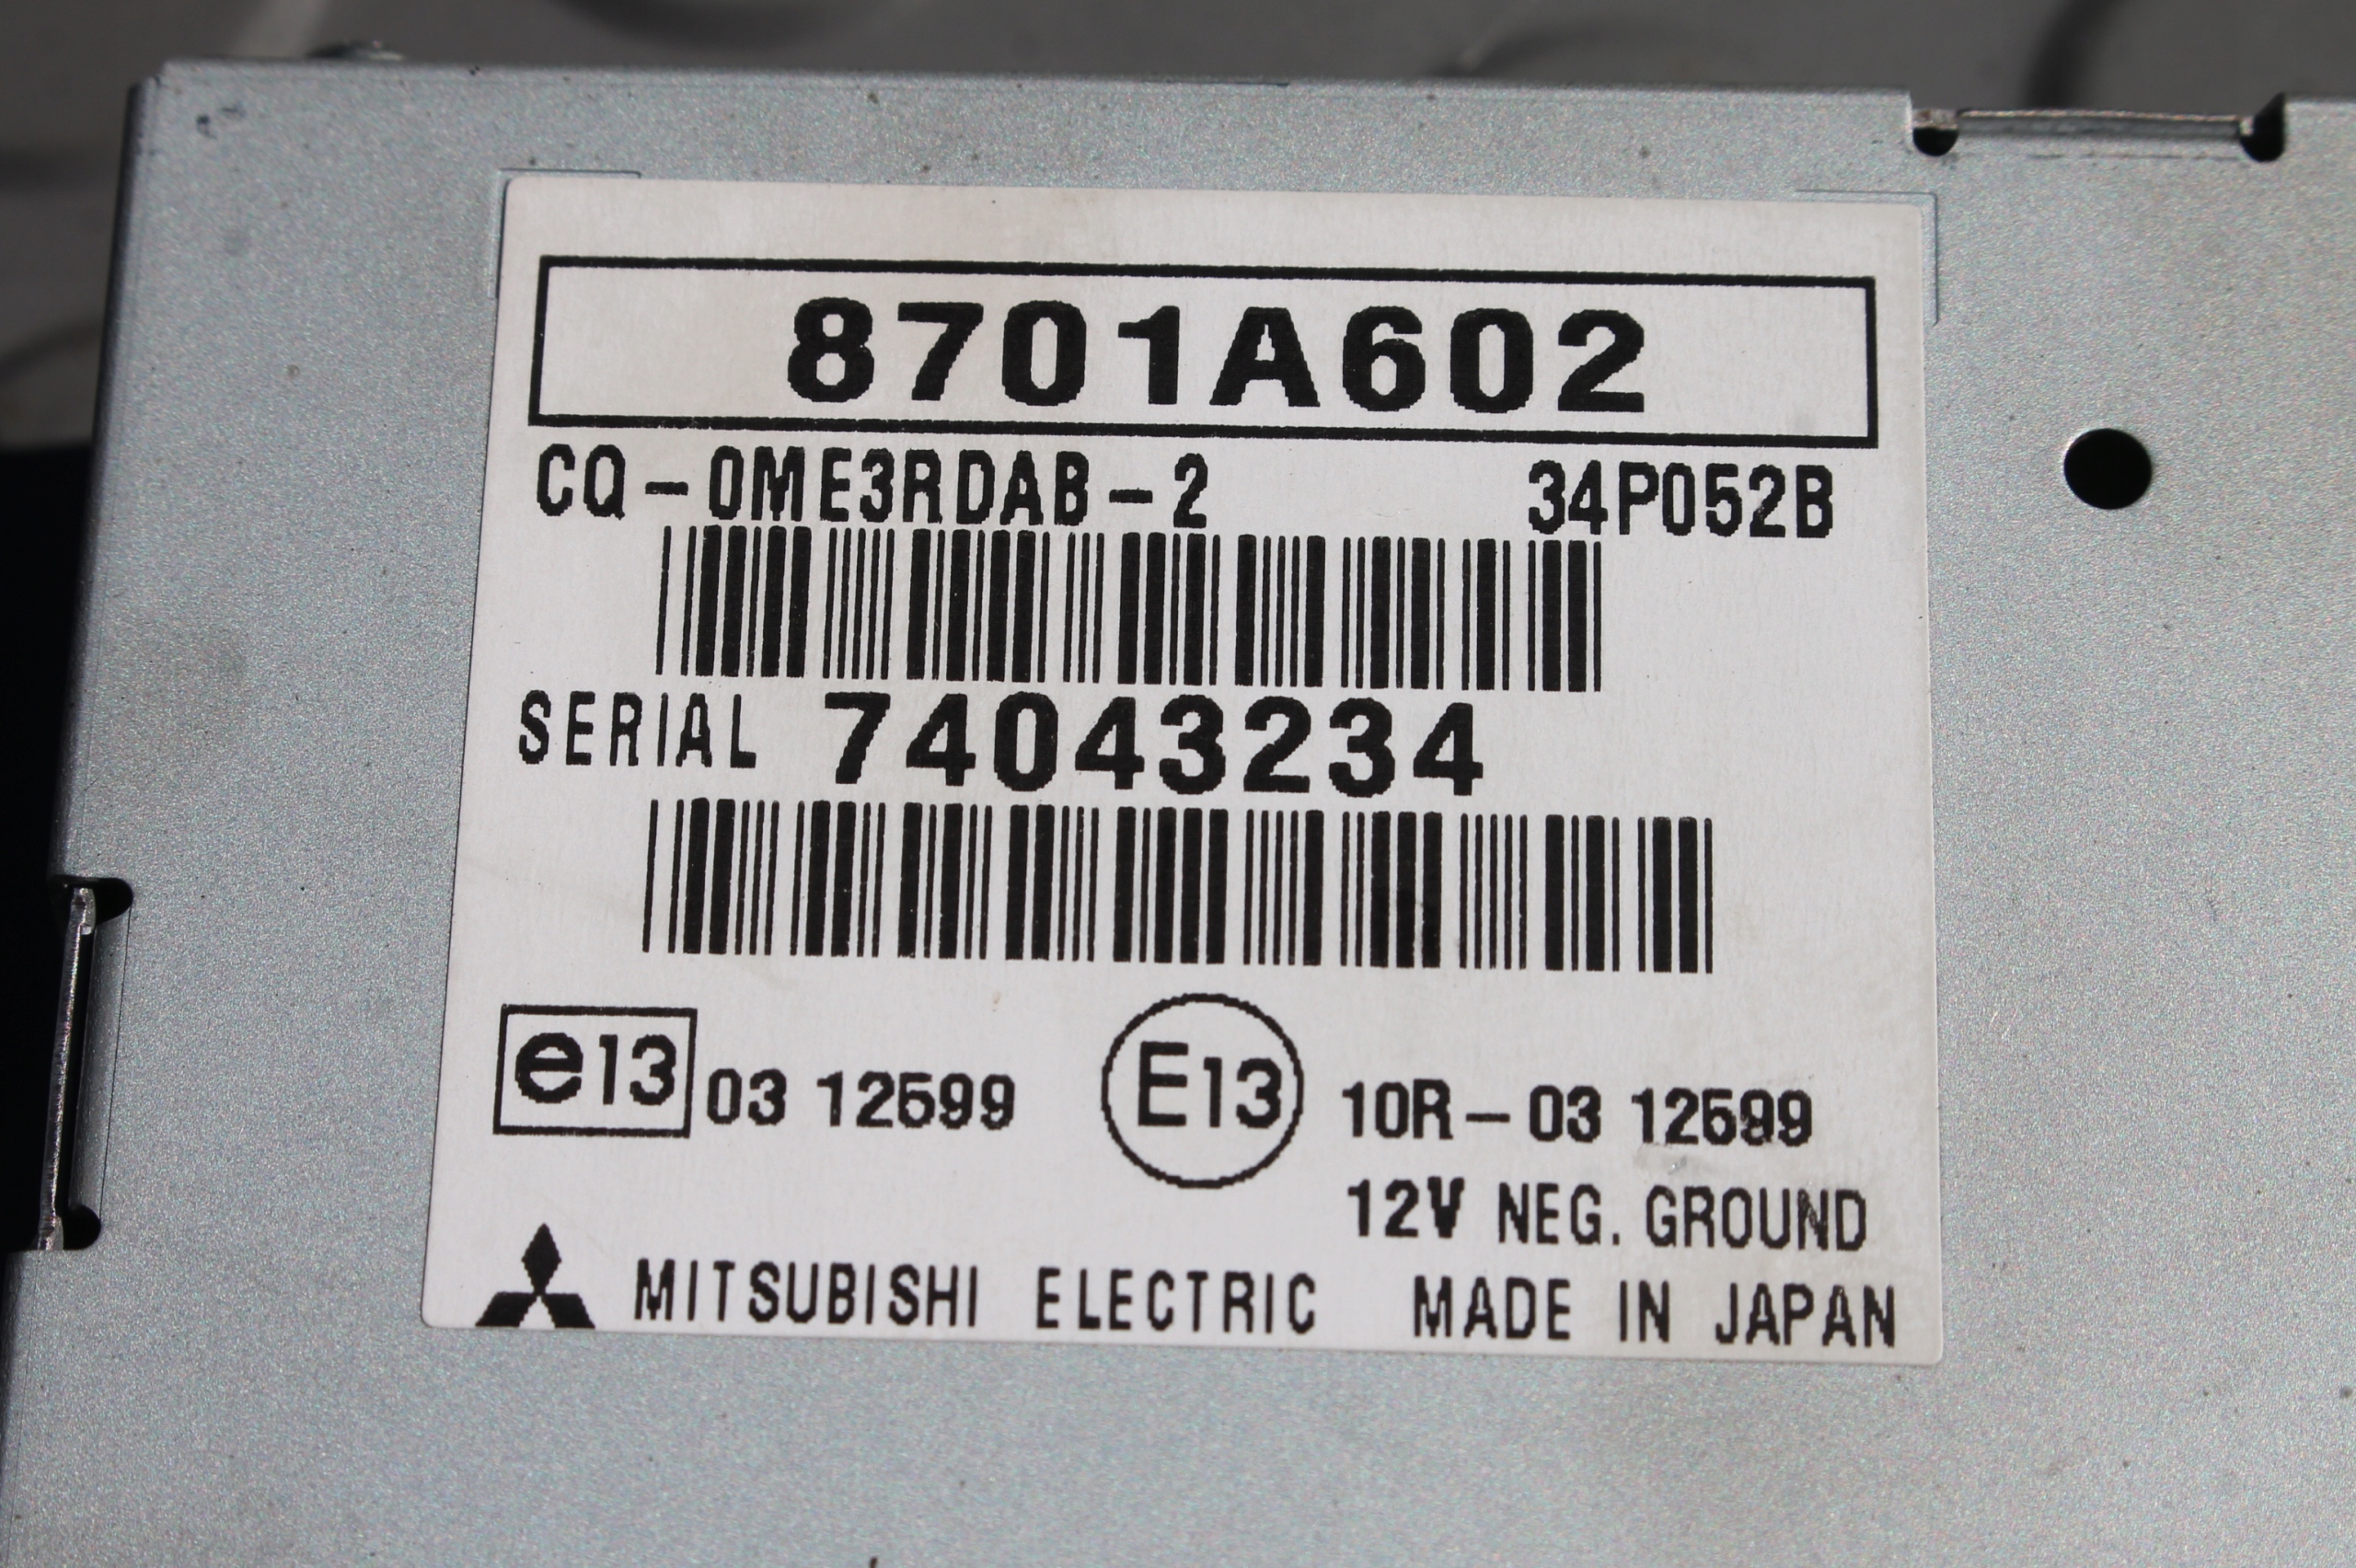 8701A602
CQ-0ME3RDAB-2 34P052B
SERIAL 74043234
e13 03 12599 E13 10R-03 12599
12V NEG. GROUND
MITSUBISHI ELECTRIC MADE IN JAPAN